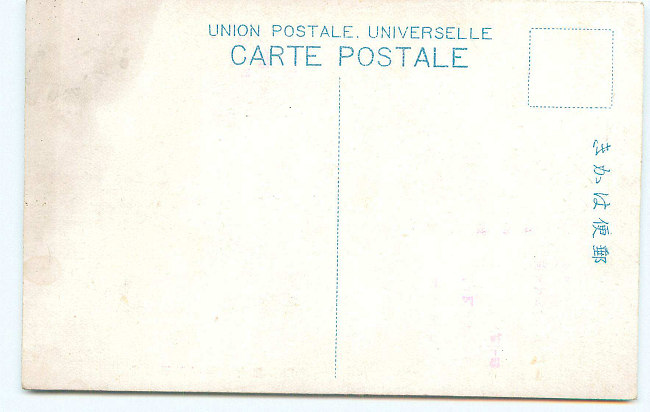 UNION POSTALE. UNIVERSELLE
CARTE POSTALE
郵便はかき